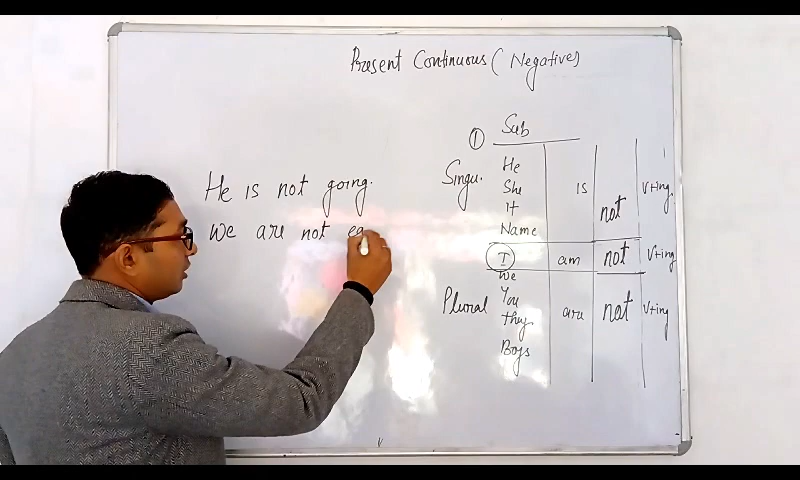 Present Continuous (Negative)
① Sub
He is not going.
we are not ea
Singu.
He
She
It
Name
is
not
V+ing
I am not V+ing
Plural
We
You
They
Boys
are
not
V+ing